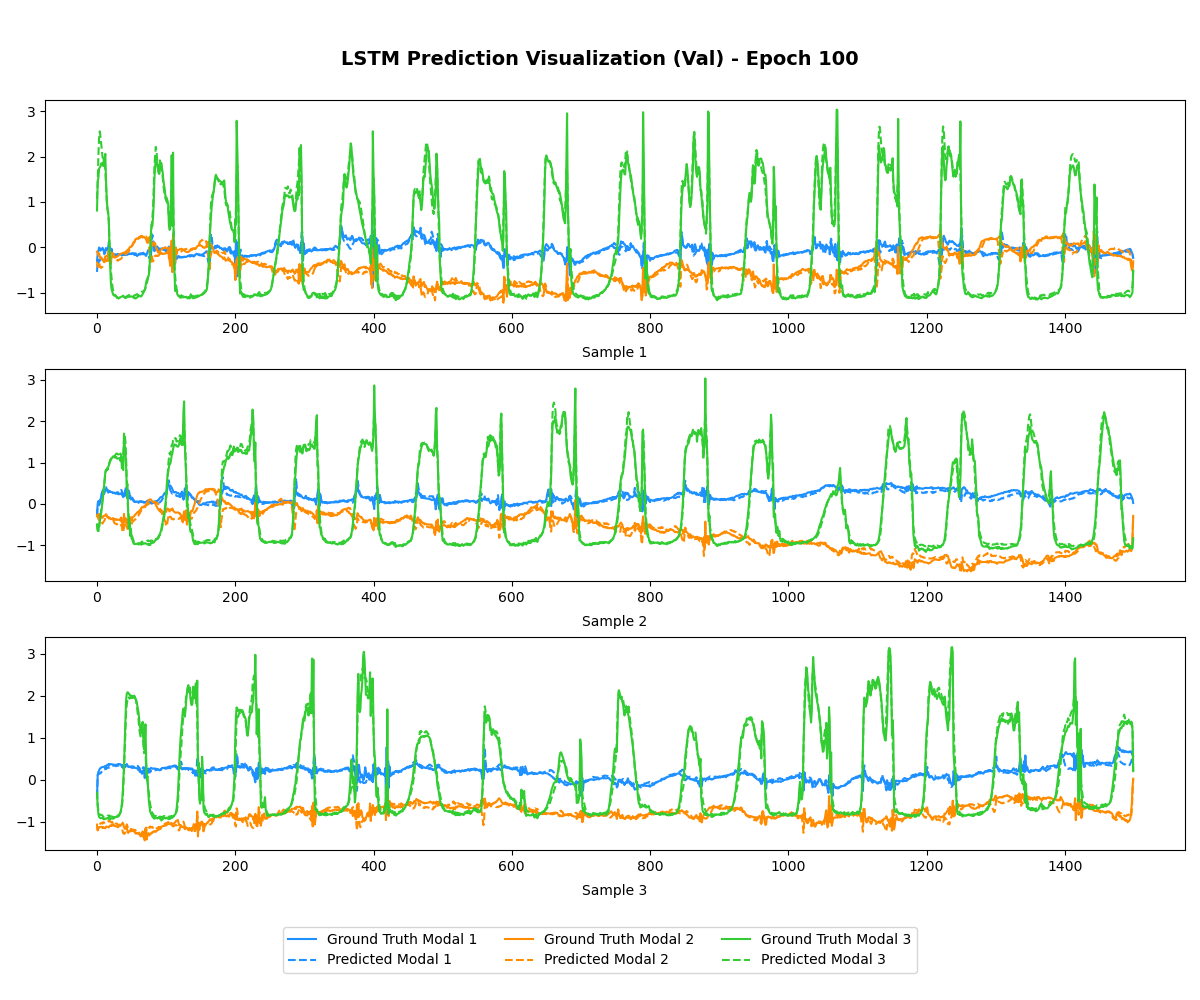 LSTM Prediction Visualization (Val) - Epoch 100
3
2
1
0
−1
0 200 400 600 800 1000 1200 1400
Sample 1
3
2
1
0
−1
0 200 400 600 800 1000 1200 1400
Sample 2
3
2
1
0
−1
0 200 400 600 800 1000 1200 1400
Sample 3
Ground Truth Modal 1 Ground Truth Modal 2 Ground Truth Modal 3
Predicted Modal 1 Predicted Modal 2 Predicted Modal 3